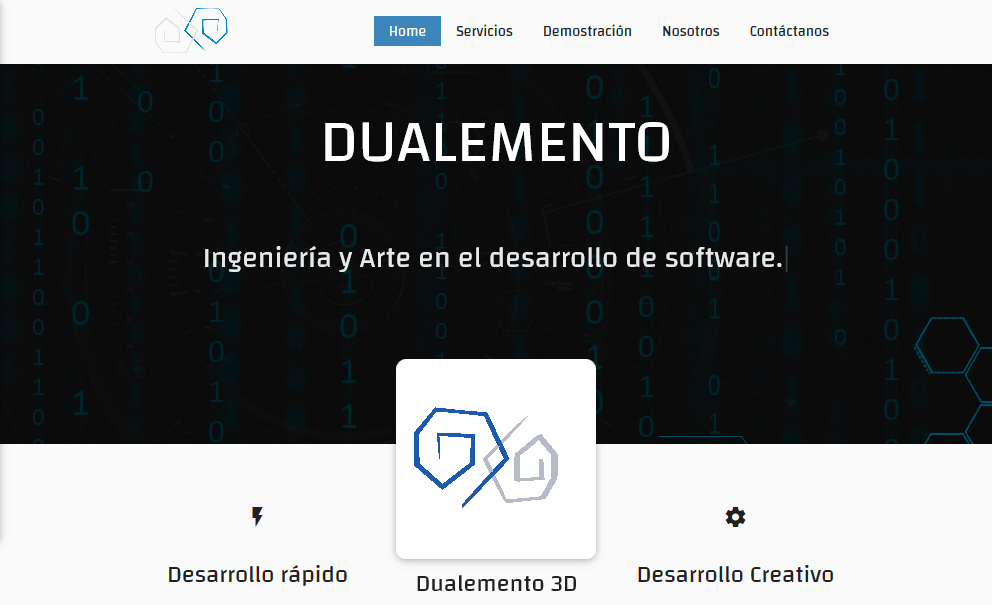 Home Servicios Demostración Nosotros Contáctanos
DUALEMENTO
Ingeniería y Arte en el desarrollo de software.
Desarrollo rápido
Dualemento 3D
Desarrollo Creativo